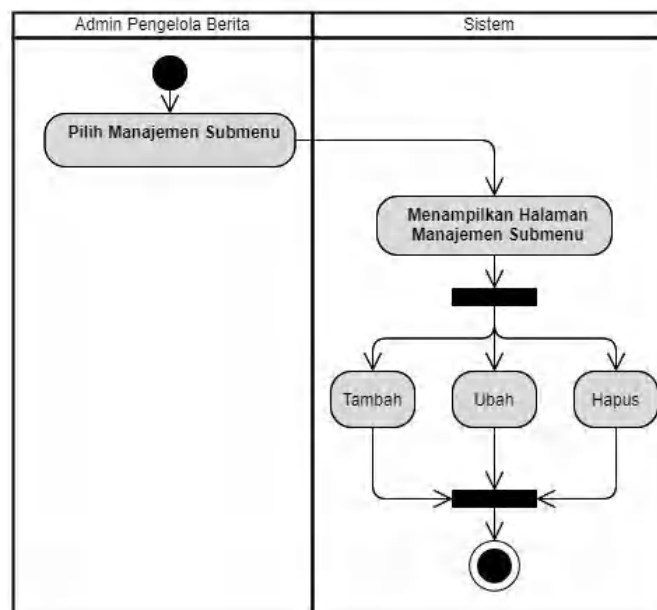 Admin Pengelola Berita
Sistem
Pilih Manajemen Submenu
Menampilkan Halaman
Manajemen Submenu
Tambah
Ubah
Hapus